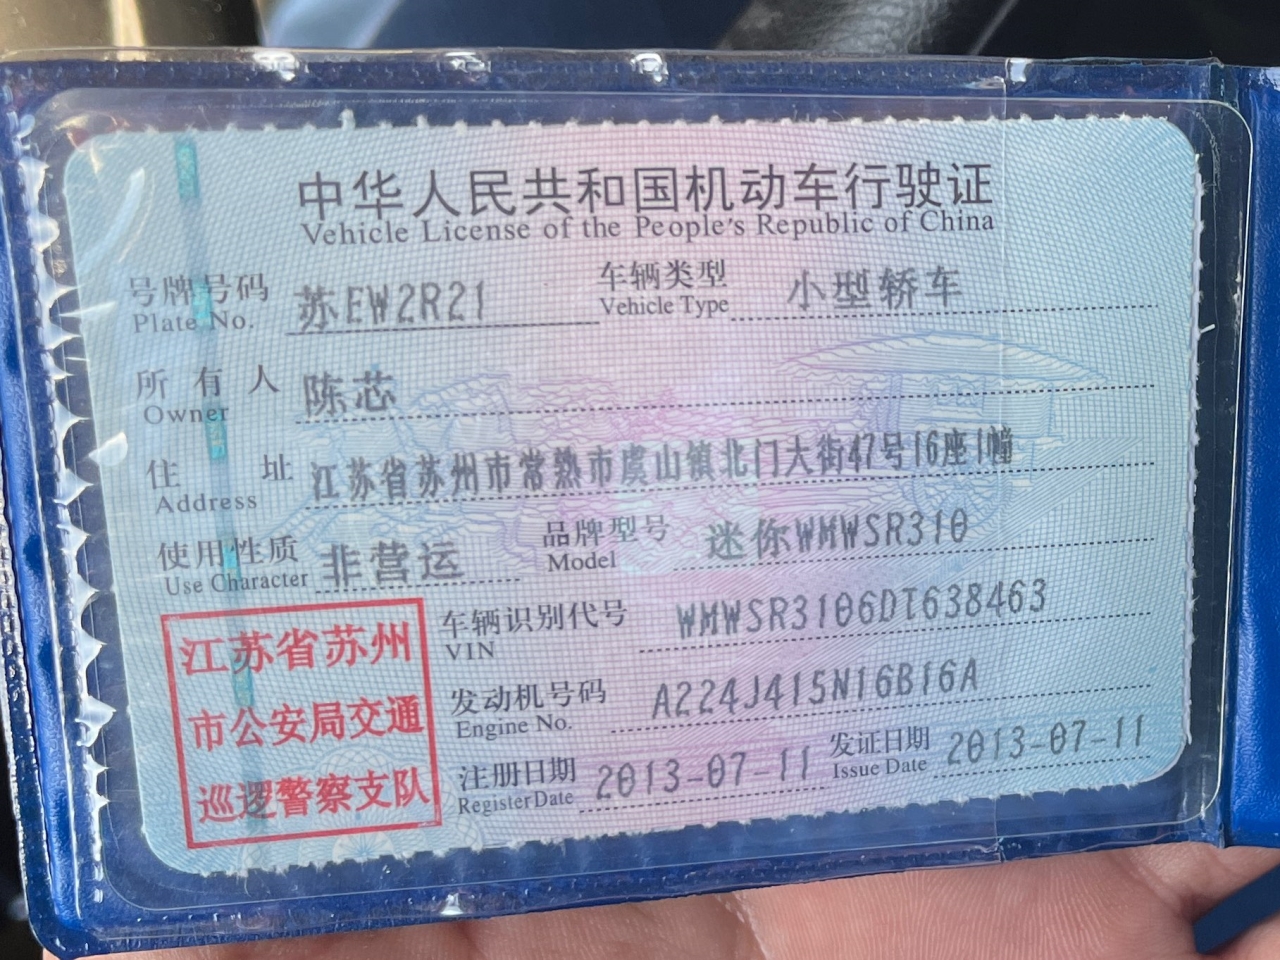 中华人民共和国机动车行驶证
Vehicle License of the People's Republic of China
号牌号码 苏EW2R21 车辆类型 小型轿车
Plate No. Vehicle Type
所有人 陈芯
Owner
住址 江苏省苏州市常熟市虞山镇北门大街47号16座1幢
Address
使用性质 非营运 品牌型号 迷你WMWSR310
Use Character Model
江苏省苏州
市公安局交通
巡逻警察支队
车辆识别代号 WMWSR3106DT638463
VIN
发动机号码 A224J415N16B16A
Engine No.
注册日期 2013-07-11 发证日期 2013-07-11
Register Date Issue Date